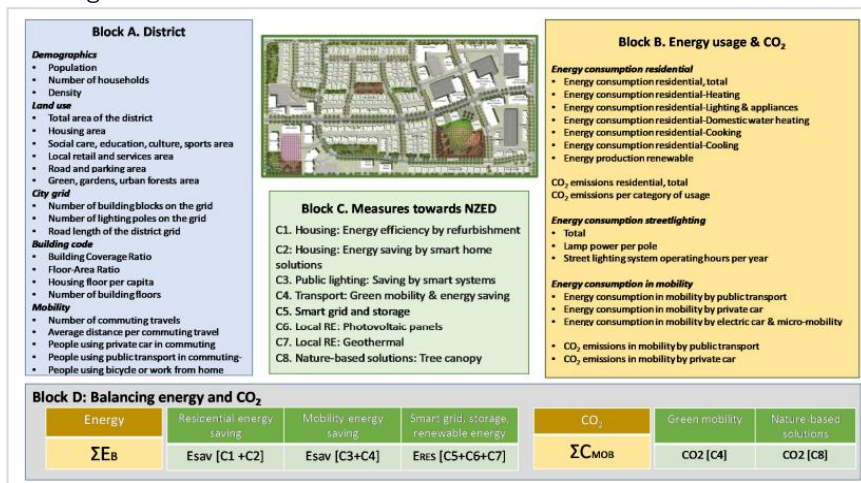 Block A. District
Demographics
• Population
• Number of households
• Density
Land use
• Total area of the district
• Housing area
• Social care, education, culture, sports area
• Local retail and services area
• Road and parking area
• Green, gardens, urban forests area
City grid
• Number of building blocks on the grid
• Number of lighting poles on the grid
• Road length of the district grid
Building code
• Building Coverage Ratio
• Floor-Area Ratio
• Housing floor per capita
• Number of building floors
Mobility
• Number of commuting travels
• Average distance per commuting travel
• People using private car in commuting
• People using public transport in commuting-
• People using bicycle or work from home
Block C. Measures towards NZED
C1. Housing: Energy efficiency by refurbishment
C2: Housing: Energy saving by smart home
solutions
C3. Public lighting: Saving by smart systems
C4. Transport: Green mobility & energy saving
C5. Smart grid and storage
C6. Local RE: Photovoltaic panels
C7. Local RE: Geothermal
C8. Nature-based solutions: Tree canopy
Block B. Energy usage & CO₂
Energy consumption residential
• Energy consumption residential, total
• Energy consumption residential-Heating
• Energy consumption residential-Lighting & appliances
• Energy consumption residential-Domestic water heating
• Energy consumption residential-Cooking
• Energy consumption residential-Cooling
• Energy production renewable
CO₂ emissions residential, total
CO₂ emissions per category of usage
Energy consumption streetlighting
• Total
• Lamp power per pole
• Street lighting system operating hours per year
Energy consumption in mobility
• Energy consumption in mobility by public transport
• Energy consumption in mobility by private car
• Energy consumption in mobility by electric car & micro-mobility
• CO₂ emissions in mobility by public transport
• CO₂ emissions in mobility by private car
Block D: Balancing energy and CO₂
Energy
Residential energy
saving
Mobility energy
saving
Smart grid, storage,
renewable energy
CO₂
Green mobility
Nature-based
solutions
ΣEB
Esav [C1 +C2]
Esav [C3+C4]
ERES [C5+C6+C7]
ΣCMOB
CO2 [C4]
CO2 [C8]